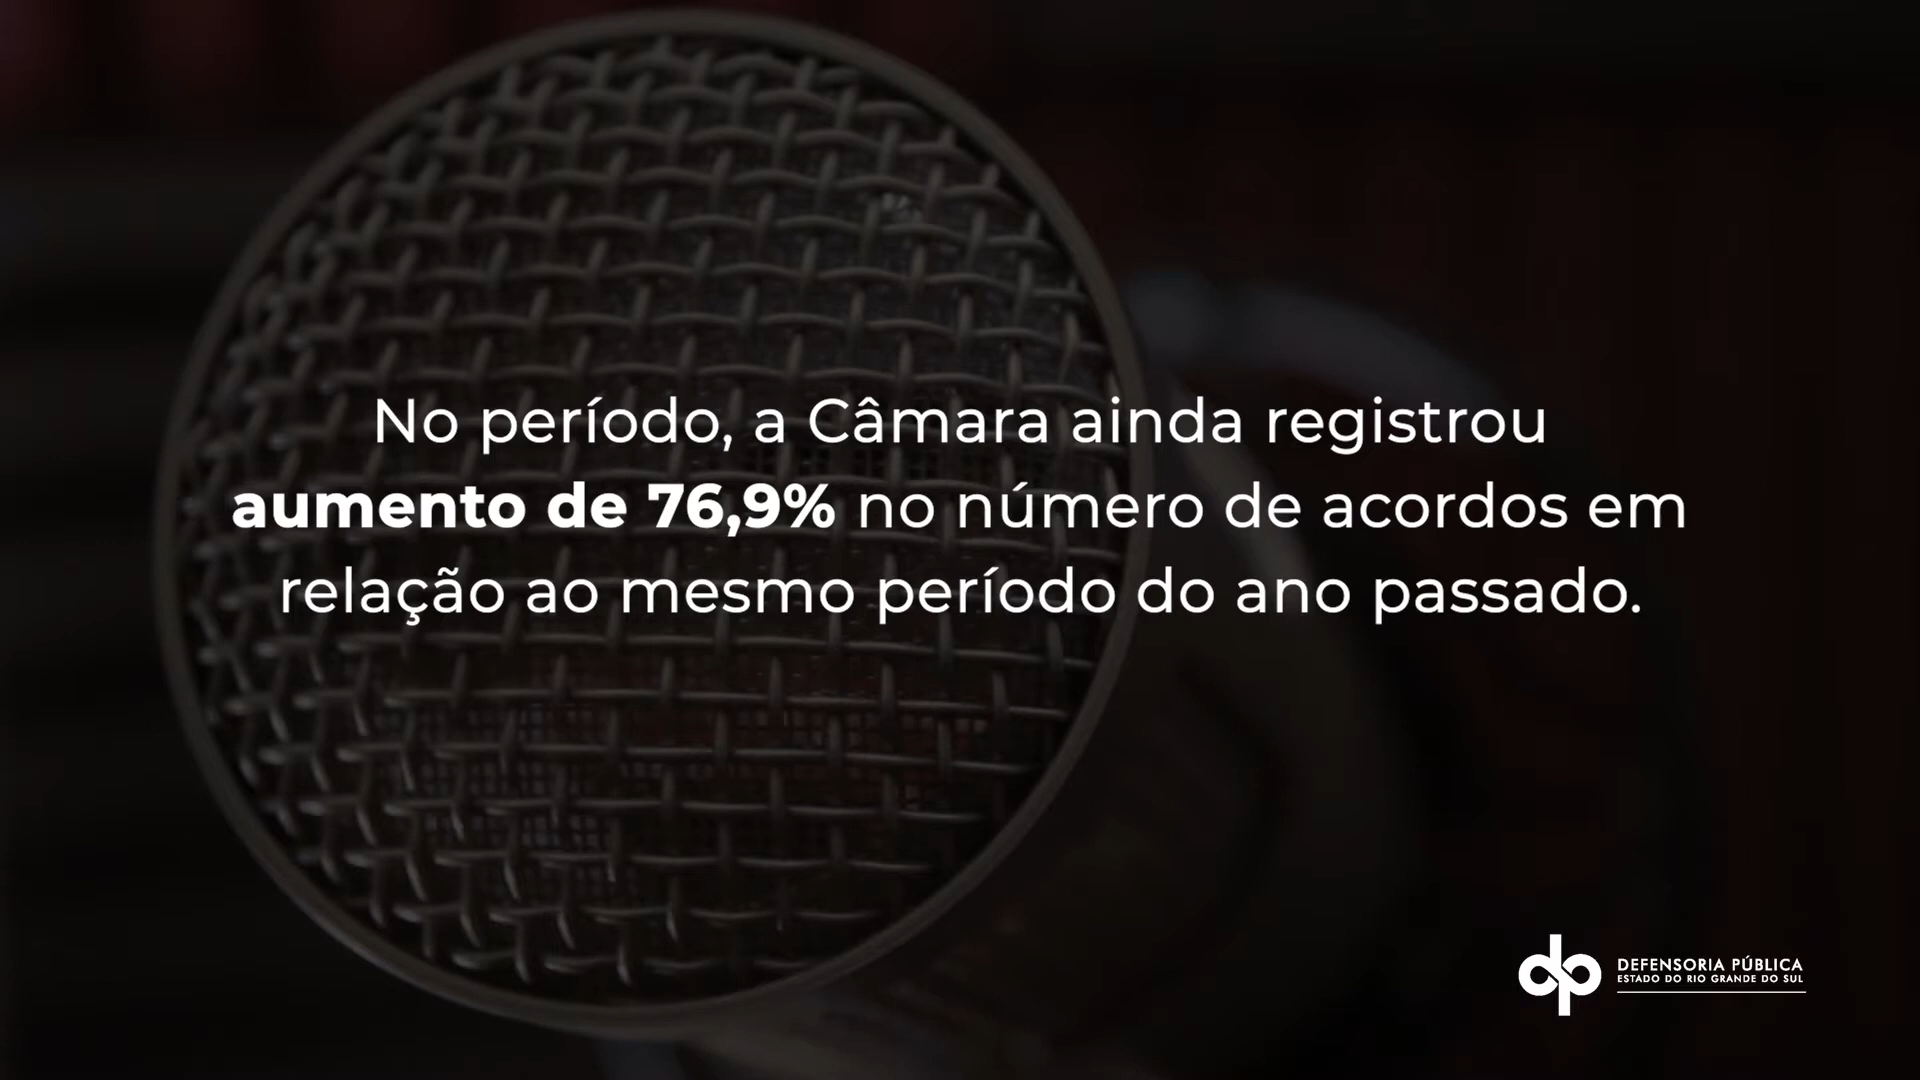 No período, a Câmara ainda registrou
aumento de 76,9% no número de acordos em
relação ao mesmo período do ano passado.
dp
DEFENSORIA PÚBLICA
ESTADO DO RIO GRANDE DO SUL